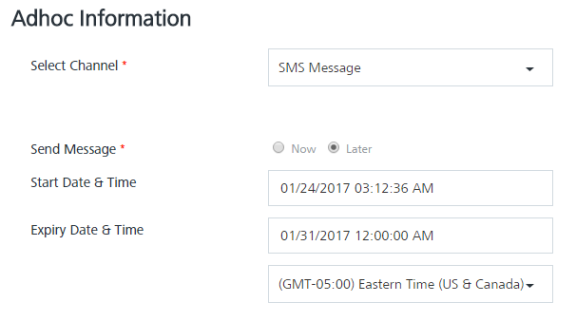 Adhoc Information
Select Channel *
SMS Message
Send Message *
Now Later
Start Date & Time
01/24/2017 03:12:36 AM
Expiry Date & Time
01/31/2017 12:00:00 AM
(GMT-05:00) Eastern Time (US & Canada)